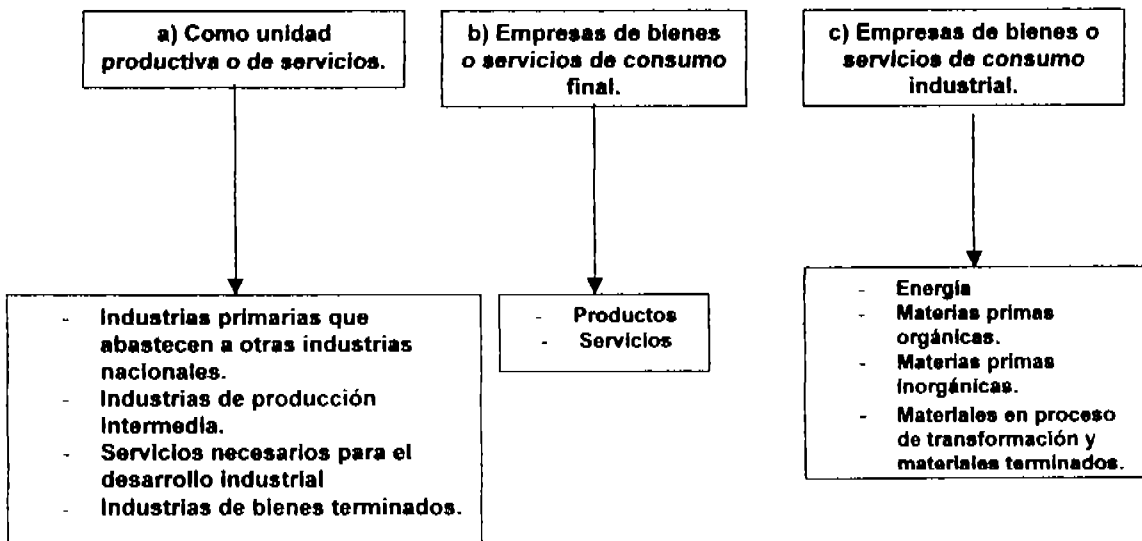 a) Como unidad
productiva o de servicios.
b) Empresas de bienes
o servicios de consumo
final.
c) Empresas de bienes o
servicios de consumo
industrial.
- Industrias primarias que
abastecen a otras industrias
nacionales.
- Industrias de producción
intermedia.
- Servicios necesarios para el
desarrollo industrial
- Industrias de bienes terminados.
- Productos
- Servicios
- Energía
- Materias primas
orgánicas.
- Materias primas
inorgánicas.
- Materiales en proceso
de transformación y
materiales terminados.